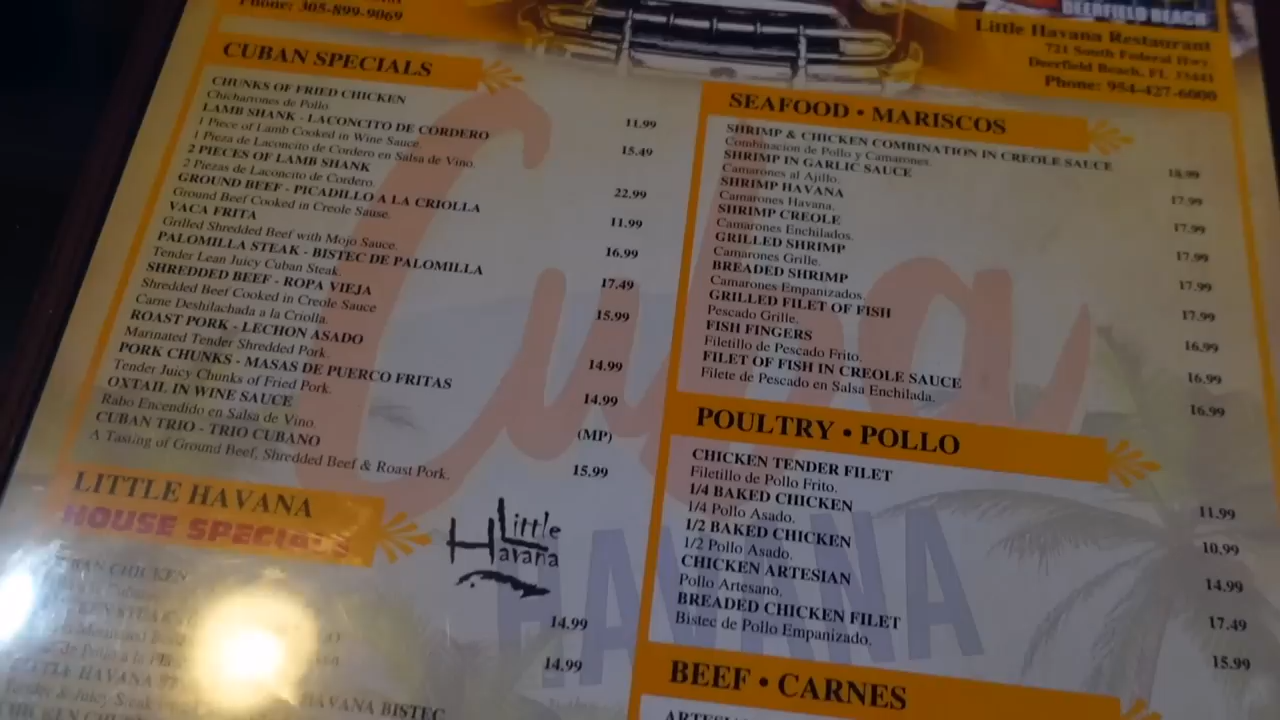 Phone: 305-899-9069
DEERFIELD BEACH
Little Havana Restaurant
721 South Federal Hwy.
Deerfield Beach, FL 33441
Phone: 954-427-6000
CUBAN SPECIALS
CHUNKS OF FRIED CHICKEN
Chicharrones de Pollo 11.99
LAMB SHANK - LACONCITO DE CORDERO
1 Piece of Lamb Cooked in Wine Sauce. 15.49
1 Pieza de Laconcito de Cordero en Salsa de Vino.
2 PIECES OF LAMB SHANK
2 Piezas de Laconcito de Cordero. 22.99
GROUND BEEF - PICADILLO A LA CRIOLLA
Ground Beef Cooked in Creole Sause. 11.99
VACA FRITA
Grilled Shredded Beef with Mojo Sauce. 16.99
PALOMILLA STEAK - BISTEC DE PALOMILLA
Tender Lean Juicy Cuban Steak. 17.49
SHREDDED BEEF - ROPA VIEJA
Shredded Beef Cooked in Creole Sauce 15.99
Carne Deshilachada a la Criolla.
ROAST PORK - LECHON ASADO
Marinated Tender Shredded Pork. 14.99
PORK CHUNKS - MASAS DE PUERCO FRITAS
Tender Juicy Chunks of Fried Pork. 14.99
OXTAIL IN WINE SAUCE
Rabo Encendido en Salsa de Vino. (MP)
CUBAN TRIO - TRIO CUBANO
A Tasting of Ground Beef, Shredded Beef & Roast Pork. 15.99
LITTLE HAVANA
HOUSE SPECIALS
Little
Havana
CHICKEN
14.99
14.99
LITTLE HAVANA
HAVANA BISTEC
SEAFOOD • MARISCOS
SHRIMP & CHICKEN COMBINATION IN CREOLE SAUCE
Combinacion de Pollo y Camarones. 18.99
SHRIMP IN GARLIC SAUCE
Camarones al Ajillo. 17.99
SHRIMP HAVANA
Camarones Havana. 17.99
SHRIMP CREOLE
Camarones Enchilados. 17.99
GRILLED SHRIMP
Camarones Grille. 17.99
BREADED SHRIMP
Camarones Empanizados. 17.99
GRILLED FILET OF FISH
Pescado Grille. 16.99
FISH FINGERS
Filetillo de Pescado Frito. 16.99
FILET OF FISH IN CREOLE SAUCE
Filete de Pescado en Salsa Enchilada. 16.99
POULTRY • POLLO
CHICKEN TENDER FILET
Filetillo de Pollo Frito. 11.99
1/4 BAKED CHICKEN
1/4 Pollo Asado. 10.99
1/2 BAKED CHICKEN
1/2 Pollo Asado. 14.99
CHICKEN ARTESIAN
Pollo Artesano. 17.49
BREADED CHICKEN FILET
Bistec de Pollo Empanizado. 15.99
BEEF • CARNES
Cuba
HAVANA